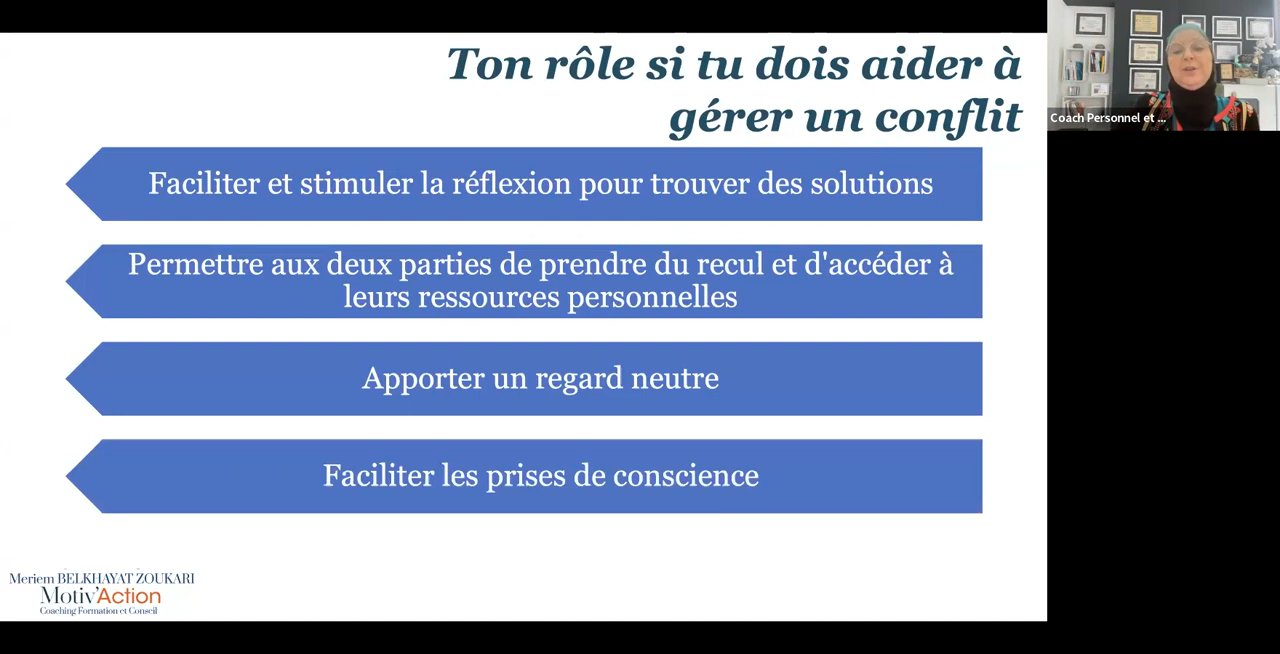 Ton rôle si tu dois aider à
gérer un conflit
Coach Personnel et ...
Faciliter et stimuler la réflexion pour trouver des solutions
Permettre aux deux parties de prendre du recul et d'accéder à
leurs ressources personnelles
Apporter un regard neutre
Faciliter les prises de conscience
Meriem BELKHAYAT ZOUKARI
Motiv'Action
Coaching Formation et Conseil